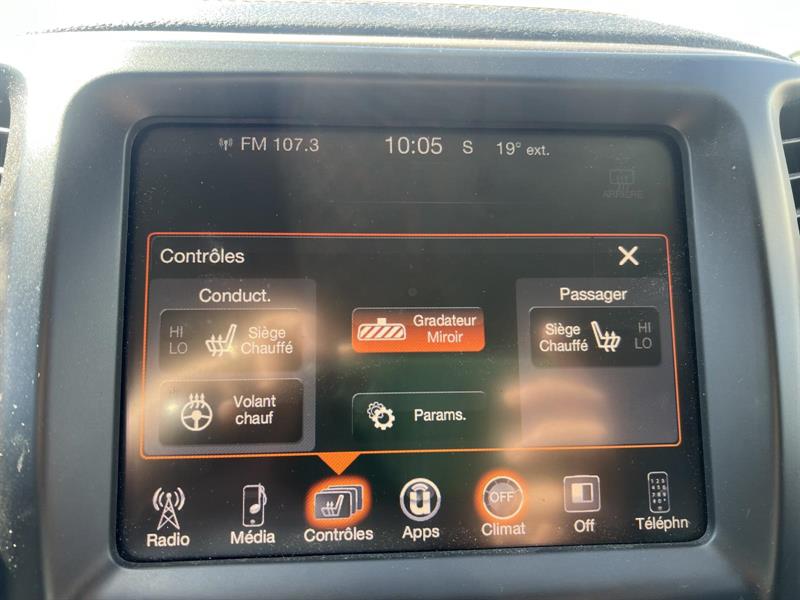 FM 107.3 10:05 S 19° ext.
ARRIÈRE
Contrôles
Conduct.
HI
LO
Siège
Chauffé
Volant
chauf
Gradateur
Miroir
Params.
Passager
Siège
Chauffé
HI
LO
Radio
Média
Contrôles
Apps
OFF
Climat
Off
Téléphn